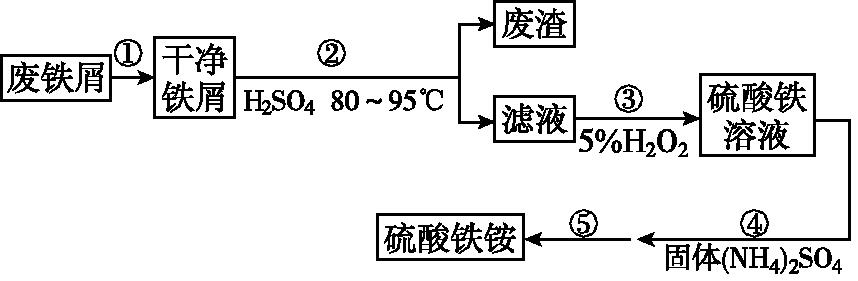 废铁屑
①
干净
铁屑
②
H₂SO₄ 80～95℃
废渣
滤液
③
5%H₂O₂
硫酸铁
溶液
④
固体(NH₄)₂SO₄
⑤
硫酸铁铵